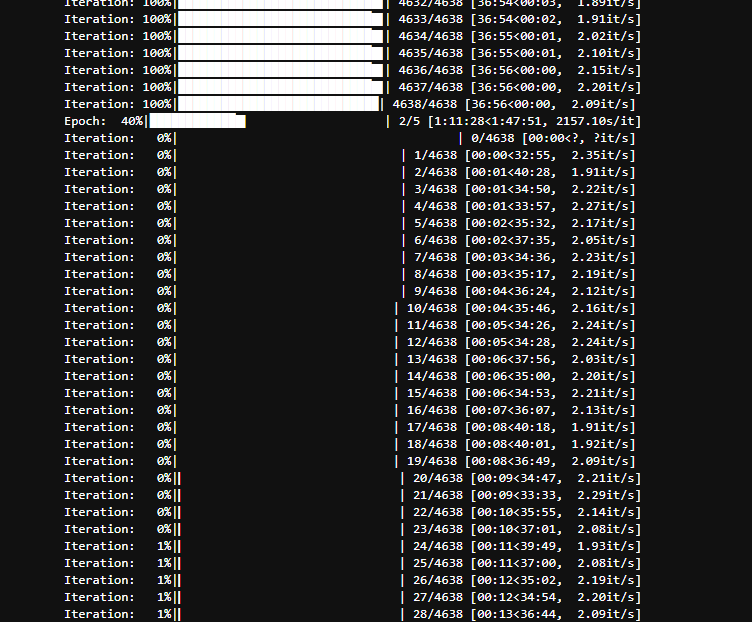 Iteration: 100%| | 4632/4638 [36:54<00:03, 1.89it/s]
Iteration: 100%| | 4633/4638 [36:54<00:02, 1.91it/s]
Iteration: 100%| | 4634/4638 [36:55<00:01, 2.02it/s]
Iteration: 100%| | 4635/4638 [36:55<00:01, 2.10it/s]
Iteration: 100%| | 4636/4638 [36:56<00:00, 2.15it/s]
Iteration: 100%| | 4637/4638 [36:56<00:00, 2.20it/s]
Iteration: 100%| | 4638/4638 [36:56<00:00, 2.09it/s]
Epoch: 40%| | 2/5 [1:11:28<1:47:51, 2157.10s/it]
Iteration: 0%| | 0/4638 [00:00<?, ?it/s]
Iteration: 0%| | 1/4638 [00:00<32:55, 2.35it/s]
Iteration: 0%| | 2/4638 [00:01<40:28, 1.91it/s]
Iteration: 0%| | 3/4638 [00:01<34:50, 2.22it/s]
Iteration: 0%| | 4/4638 [00:01<33:57, 2.27it/s]
Iteration: 0%| | 5/4638 [00:02<35:32, 2.17it/s]
Iteration: 0%| | 6/4638 [00:02<37:35, 2.05it/s]
Iteration: 0%| | 7/4638 [00:03<34:36, 2.23it/s]
Iteration: 0%| | 8/4638 [00:03<35:17, 2.19it/s]
Iteration: 0%| | 9/4638 [00:04<36:24, 2.12it/s]
Iteration: 0%| | 10/4638 [00:04<35:46, 2.16it/s]
Iteration: 0%| | 11/4638 [00:05<34:26, 2.24it/s]
Iteration: 0%| | 12/4638 [00:05<34:28, 2.24it/s]
Iteration: 0%| | 13/4638 [00:06<37:56, 2.03it/s]
Iteration: 0%| | 14/4638 [00:06<35:00, 2.20it/s]
Iteration: 0%| | 15/4638 [00:06<34:53, 2.21it/s]
Iteration: 0%| | 16/4638 [00:07<36:07, 2.13it/s]
Iteration: 0%| | 17/4638 [00:08<40:18, 1.91it/s]
Iteration: 0%| | 18/4638 [00:08<40:01, 1.92it/s]
Iteration: 0%| | 19/4638 [00:08<36:49, 2.09it/s]
Iteration: 0%| | 20/4638 [00:09<34:47, 2.21it/s]
Iteration: 0%| | 21/4638 [00:09<33:33, 2.29it/s]
Iteration: 0%| | 22/4638 [00:10<35:55, 2.14it/s]
Iteration: 0%| | 23/4638 [00:10<37:01, 2.08it/s]
Iteration: 1%| | 24/4638 [00:11<39:49, 1.93it/s]
Iteration: 1%| | 25/4638 [00:11<37:00, 2.08it/s]
Iteration: 1%| | 26/4638 [00:12<35:02, 2.19it/s]
Iteration: 1%| | 27/4638 [00:12<34:54, 2.20it/s]
Iteration: 1%| | 28/4638 [00:13<36:44, 2.09it/s]